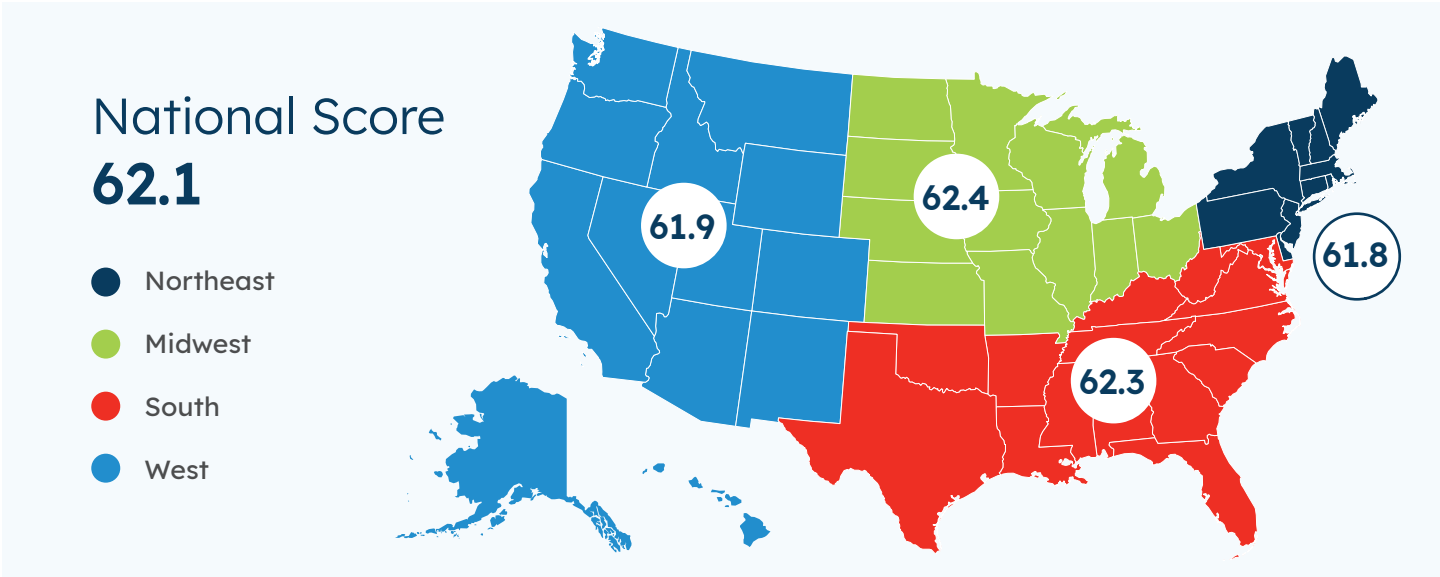 National Score
62.1
Northeast
Midwest
South
West
61.9
62.4
61.8
62.3